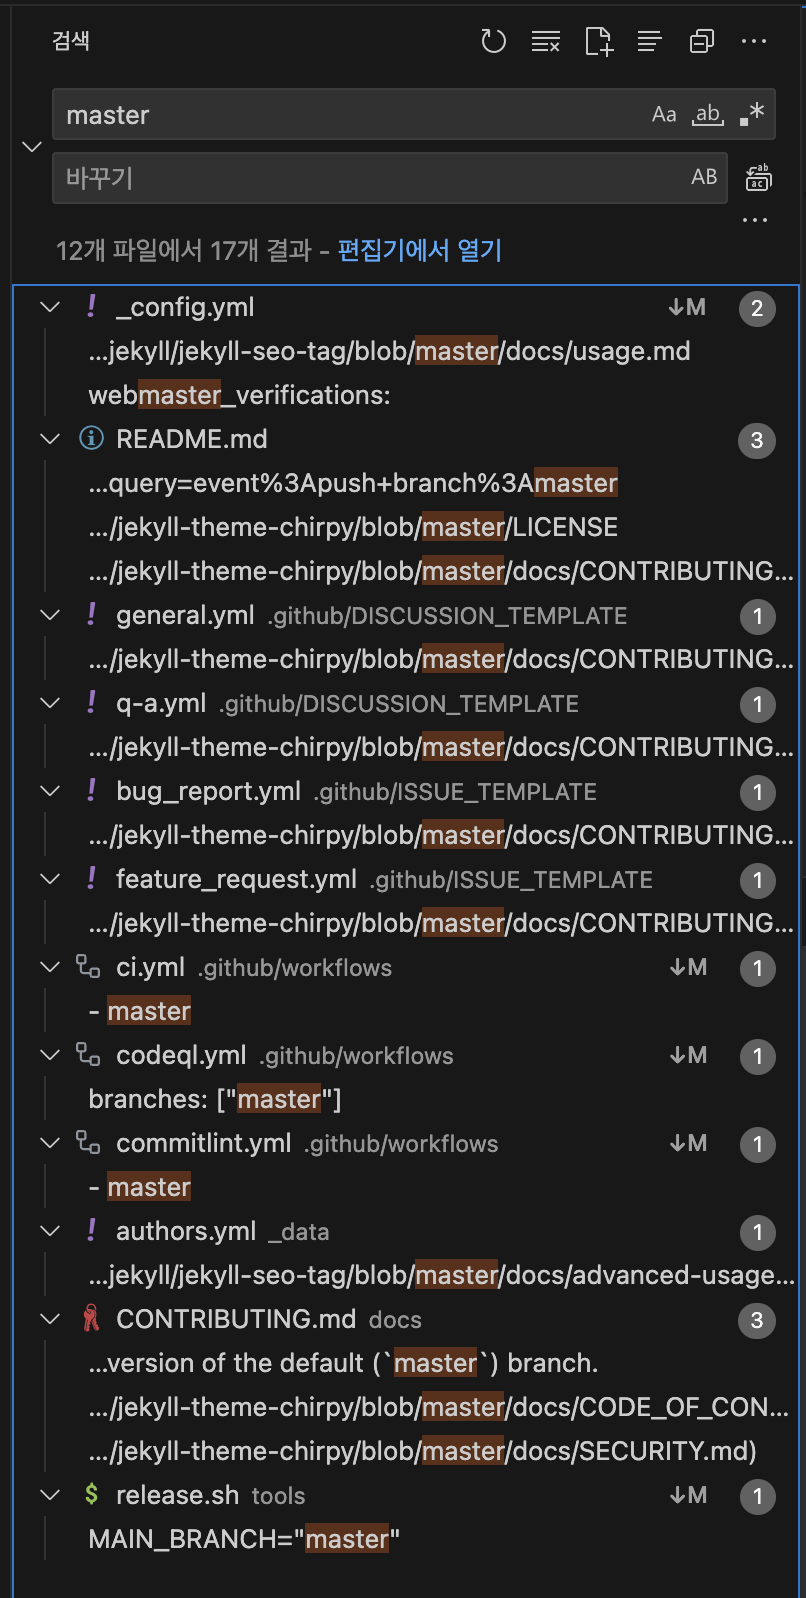 검색
master Aa ab .*
바꾸기 AB
12개 파일에서 17개 결과 - 편집기에서 열기
_config.yml ↓M 2
...jekyll/jekyll-seo-tag/blob/master/docs/usage.md
webmaster_verifications:
README.md 3
...query=event%3Apush+branch%3Amaster
.../jekyll-theme-chirpy/blob/master/LICENSE
.../jekyll-theme-chirpy/blob/master/docs/CONTRIBUTING...
general.yml .github/DISCUSSION_TEMPLATE 1
.../jekyll-theme-chirpy/blob/master/docs/CONTRIBUTING...
q-a.yml .github/DISCUSSION_TEMPLATE 1
.../jekyll-theme-chirpy/blob/master/docs/CONTRIBUTING...
bug_report.yml .github/ISSUE_TEMPLATE 1
.../jekyll-theme-chirpy/blob/master/docs/CONTRIBUTING...
feature_request.yml .github/ISSUE_TEMPLATE 1
.../jekyll-theme-chirpy/blob/master/docs/CONTRIBUTING...
ci.yml .github/workflows ↓M 1
- master
codeql.yml .github/workflows ↓M 1
branches: ["master"]
commitlint.yml .github/workflows ↓M 1
- master
authors.yml _data 1
...jekyll/jekyll-seo-tag/blob/master/docs/advanced-usage...
CONTRIBUTING.md docs 3
...version of the default (`master`) branch.
.../jekyll-theme-chirpy/blob/master/docs/CODE_OF_CON...
.../jekyll-theme-chirpy/blob/master/docs/SECURITY.md)
release.sh tools ↓M 1
MAIN_BRANCH="master"